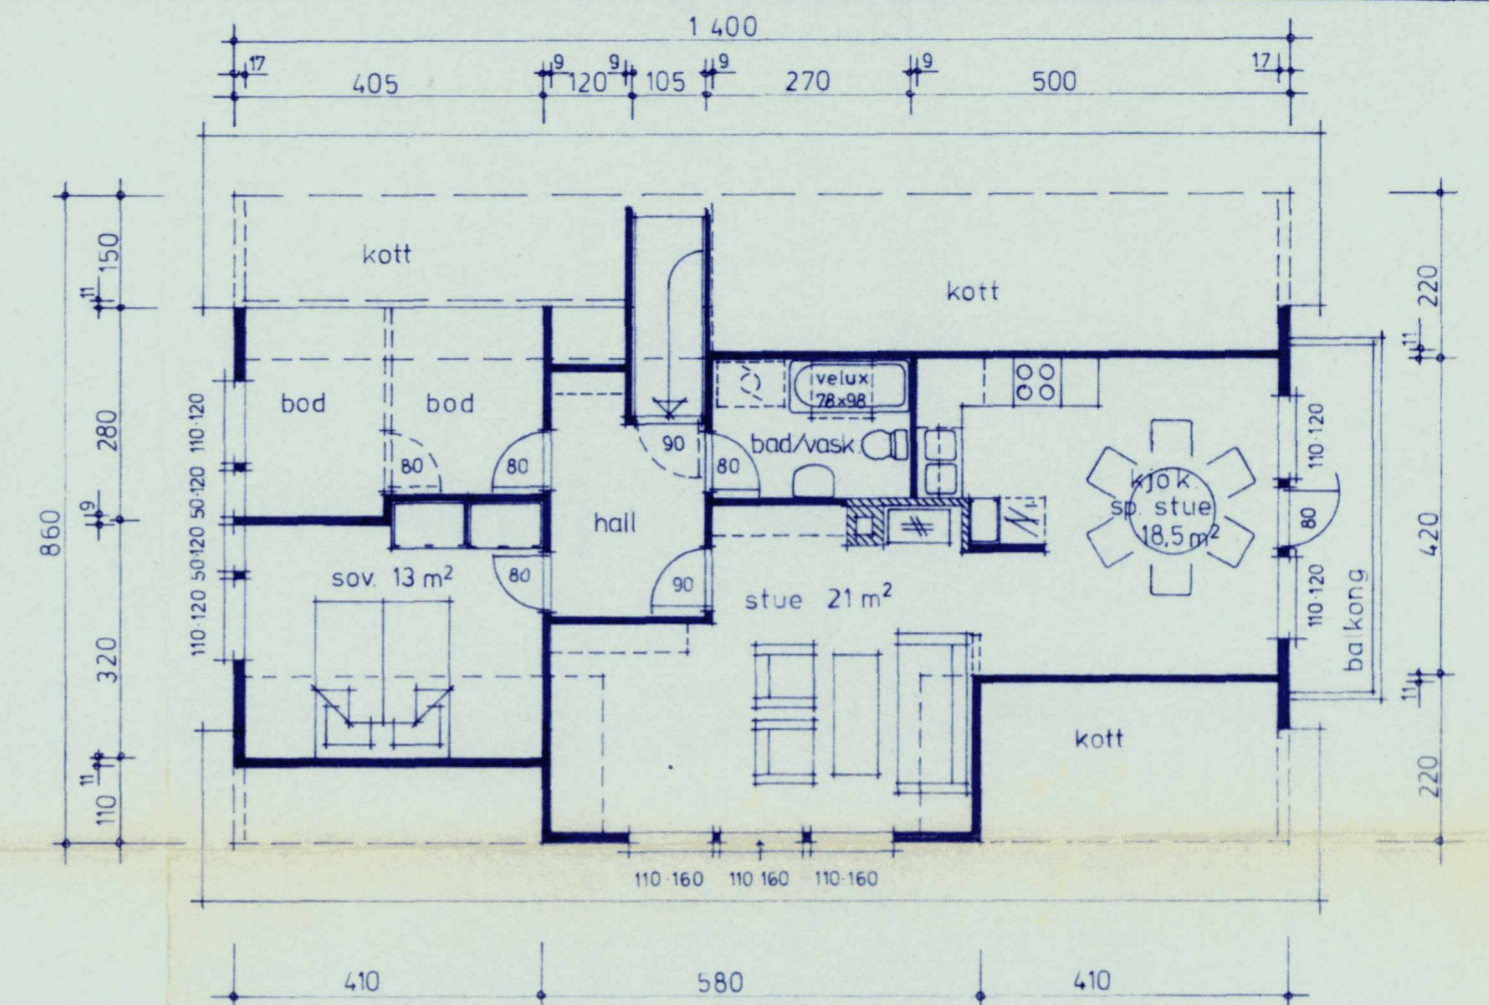 1 400
17 9 9 9 9 17
405 120 105 270 500
860
150
11
280
9
320
11
110
110·120
50·120
50·120
110·120
kott
kott
bod
bod
80
80
90
80
velux
78x98
bad/vask.
hall
sov. 13 m²
80
90
stue 21 m²
kjøk.
sp. stue
18,5 m²
110·120
80
110·120
balkong
kott
220
11
420
11
220
110·160 110 160 110·160
410 580 410